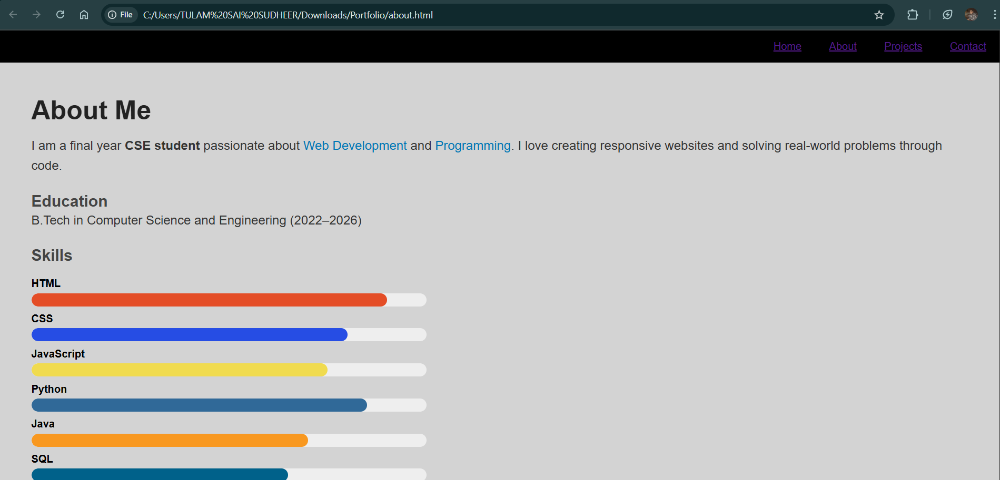 File
C:/Users/TULAM%20SAI%20SUDHEER/Downloads/Portfolio/about.html
Home About Projects Contact
About Me
I am a final year CSE student passionate about Web Development and Programming. I love creating responsive websites and solving real-world problems through
code.
Education
B.Tech in Computer Science and Engineering (2022–2026)
Skills
HTML
CSS
JavaScript
Python
Java
SQL